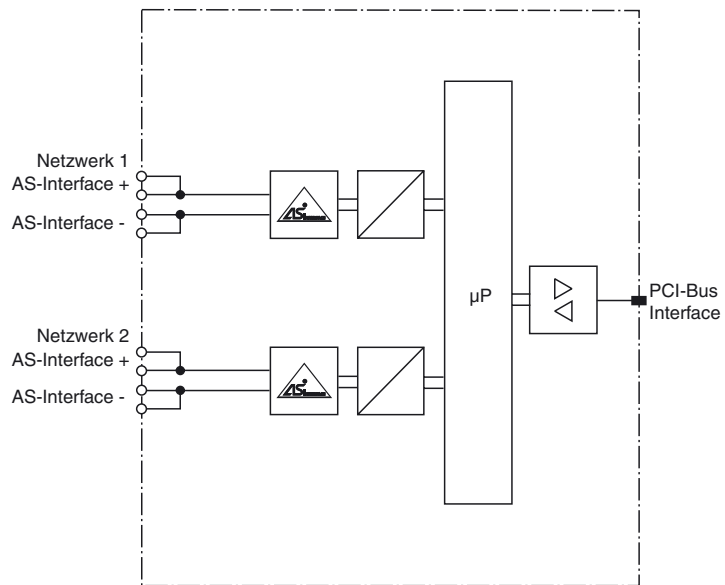 Netzwerk 1
AS-Interface +
AS-Interface -
Netzwerk 2
AS-Interface +
AS-Interface -
µP
PCI-Bus
Interface